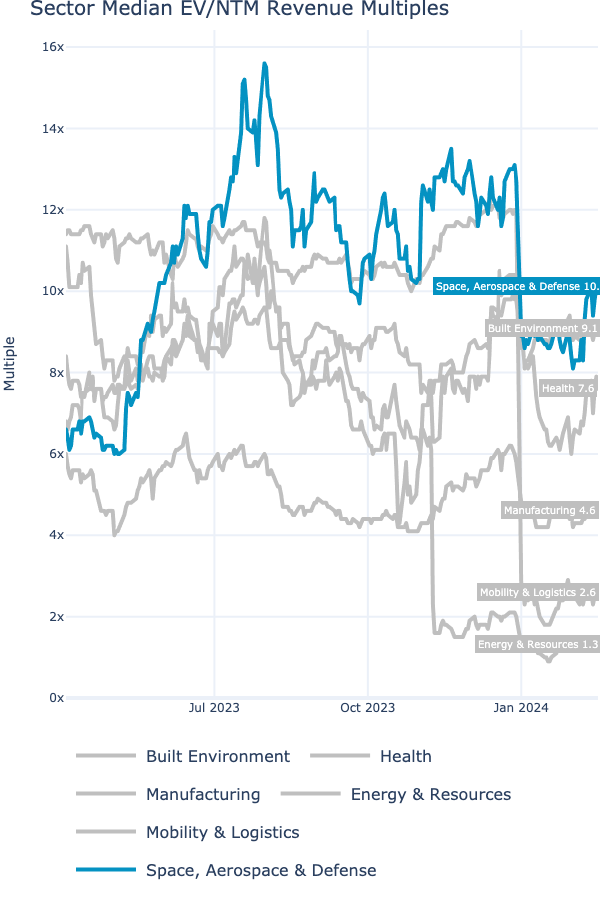 Sector Median EV/NTM Revenue Multiples
16x
14x
12x
10x
8x
6x
4x
2x
0x
Multiple
Space, Aerospace & Defense 10.
Built Environment 9.1
Health 7.6
Manufacturing 4.6
Mobility & Logistics 2.6
Energy & Resources 1.3
Jul 2023
Oct 2023
Jan 2024
Built Environment
Health
Manufacturing
Energy & Resources
Mobility & Logistics
Space, Aerospace & Defense